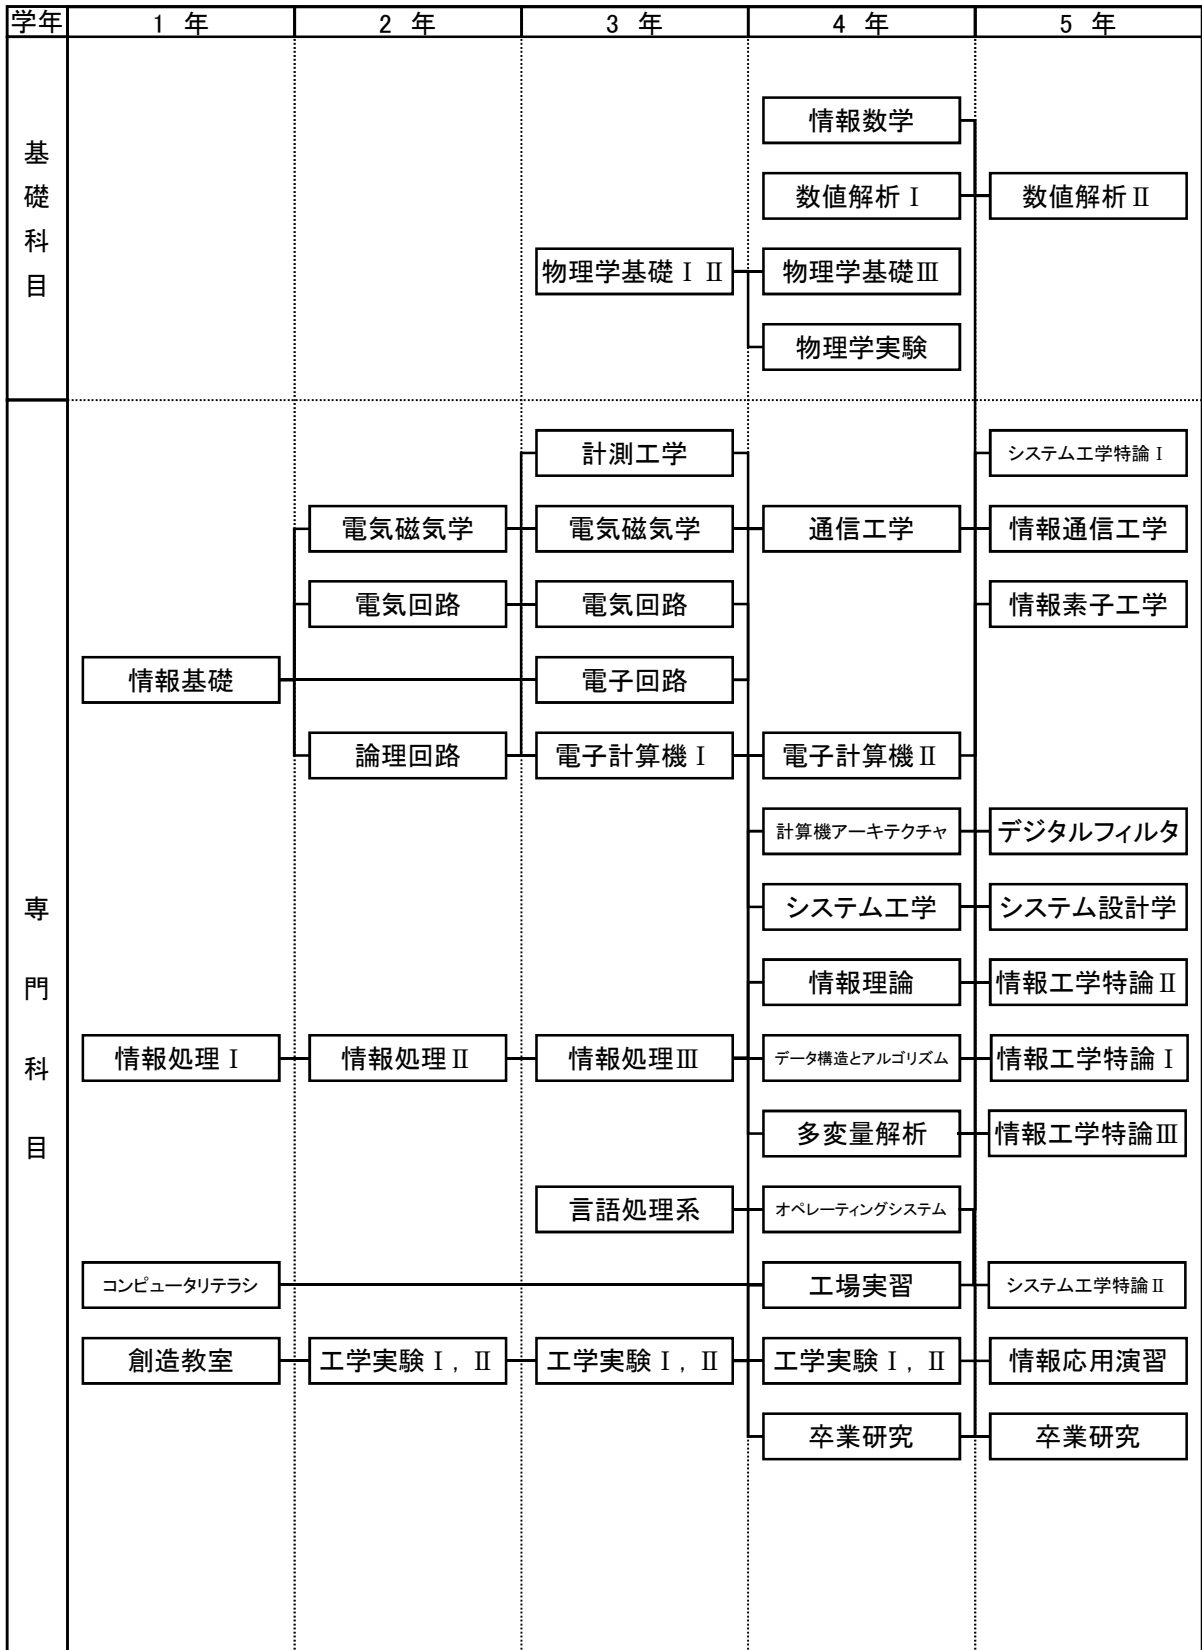 学年 1 年 2 年 3 年 4 年 5 年
基礎科目
情報数学
数値解析Ⅰ 数値解析Ⅱ
物理学基礎Ⅰ Ⅱ 物理学基礎Ⅲ
物理学実験
専門科目
計測工学 システム工学特論Ⅰ
電気磁気学 電気磁気学 通信工学 情報通信工学
電気回路 電気回路 情報素子工学
情報基礎 電子回路
論理回路 電子計算機Ⅰ 電子計算機Ⅱ
計算機アーキテクチャ デジタルフィルタ
システム工学 システム設計学
情報理論 情報工学特論Ⅱ
情報処理Ⅰ 情報処理Ⅱ 情報処理Ⅲ データ構造とアルゴリズム 情報工学特論Ⅰ
多変量解析 情報工学特論Ⅲ
言語処理系 オペレーティングシステム
コンピュータリテラシ 工場実習 システム工学特論Ⅱ
創造教室 工学実験Ⅰ, Ⅱ 工学実験Ⅰ, Ⅱ 工学実験Ⅰ, Ⅱ 情報応用演習
卒業研究 卒業研究